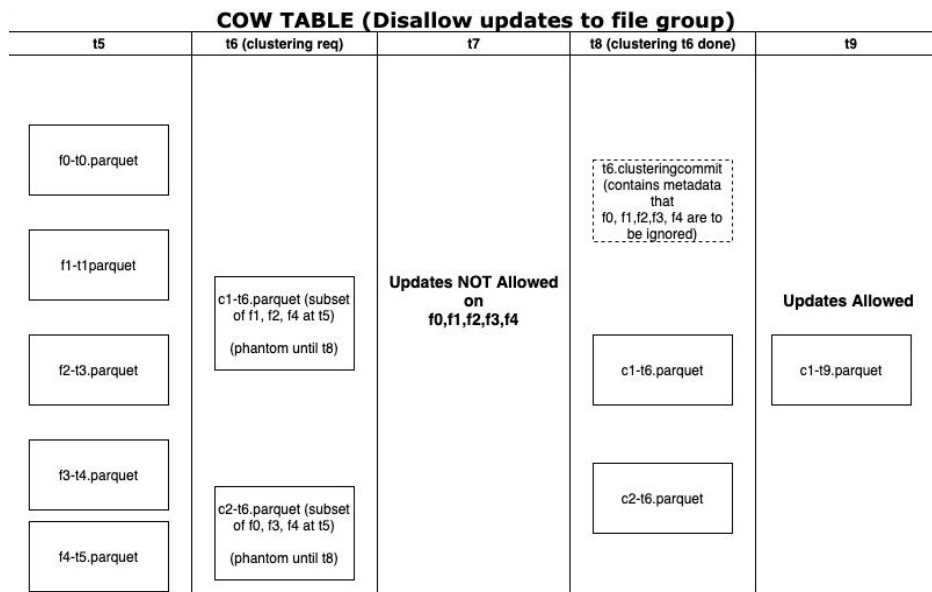 COW TABLE (Disallow updates to file group)
t5
t6 (clustering req)
t7
t8 (clustering t6 done)
t9
f0-t0.parquet
f1-t1parquet
f2-t3.parquet
f3-t4.parquet
f4-t5.parquet
c1-t6.parquet (subset
of f1, f2, f4 at t5)
(phantom until t8)
c2-t6.parquet (subset
of f0, f3, f4 at t5)
(phantom until t8)
Updates NOT Allowed
on
f0,f1,f2,f3,f4
t6.clusteringcommit
(contains metadata
that
f0, f1,f2,f3, f4 are to
be ignored)
c1-t6.parquet
c2-t6.parquet
Updates Allowed
c1-t9.parquet